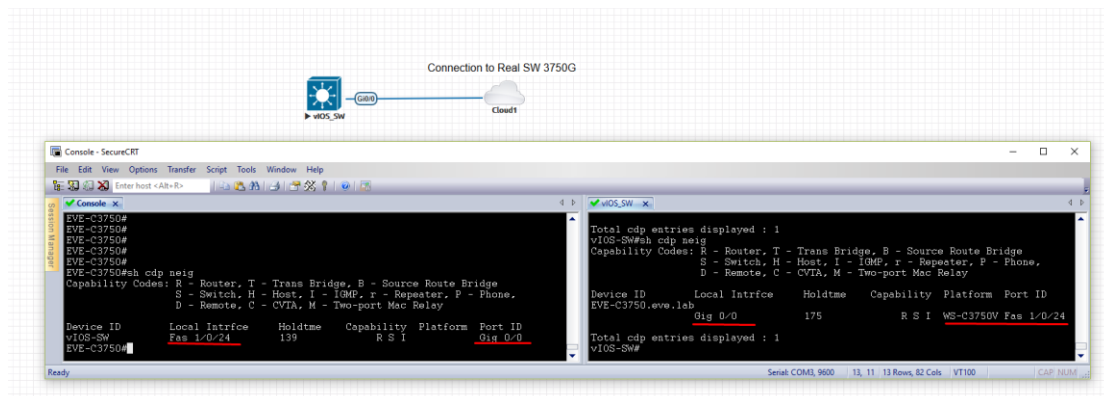 Connection to Real SW 3750G
Gi0/0
vIOS_SW
Cloud1
Console - SecureCRT
File Edit View Options Transfer Script Tools Window Help
Enter host <Alt+R>
Session Manager
Console
EVE-C3750#
EVE-C3750#
EVE-C3750#
EVE-C3750#
EVE-C3750#
EVE-C3750#sh cdp neig
Capability Codes: R - Router, T - Trans Bridge, B - Source Route Bridge
S - Switch, H - Host, I - IGMP, r - Repeater, P - Phone,
D - Remote, C - CVTA, M - Two-port Mac Relay
Device ID Local Intrfce Holdtme Capability Platform Port ID
vIOS-SW Fas 1/0/24 139 R S I Gig 0/0
EVE-C3750#
vIOS_SW
Total cdp entries displayed : 1
vIOS-SW#sh cdp neig
Capability Codes: R - Router, T - Trans Bridge, B - Source Route Bridge
S - Switch, H - Host, I - IGMP, r - Repeater, P - Phone,
D - Remote, C - CVTA, M - Two-port Mac Relay
Device ID Local Intrfce Holdtme Capability Platform Port ID
EVE-C3750.eve.lab
Gig 0/0 175 R S I WS-C3750V Fas 1/0/24
Total cdp entries displayed : 1
vIOS-SW#
Ready
Serial: COM3, 9600 13, 11 13 Rows, 82 Cols VT100 CAP NUM